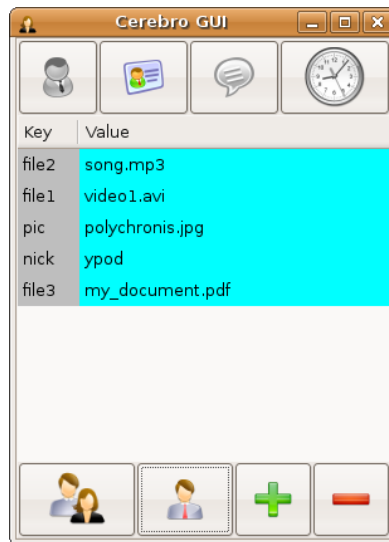 Cerebro GUI
Key Value
file2 song.mp3
file1 video1.avi
pic polychronis.jpg
nick ypod
file3 my_document.pdf